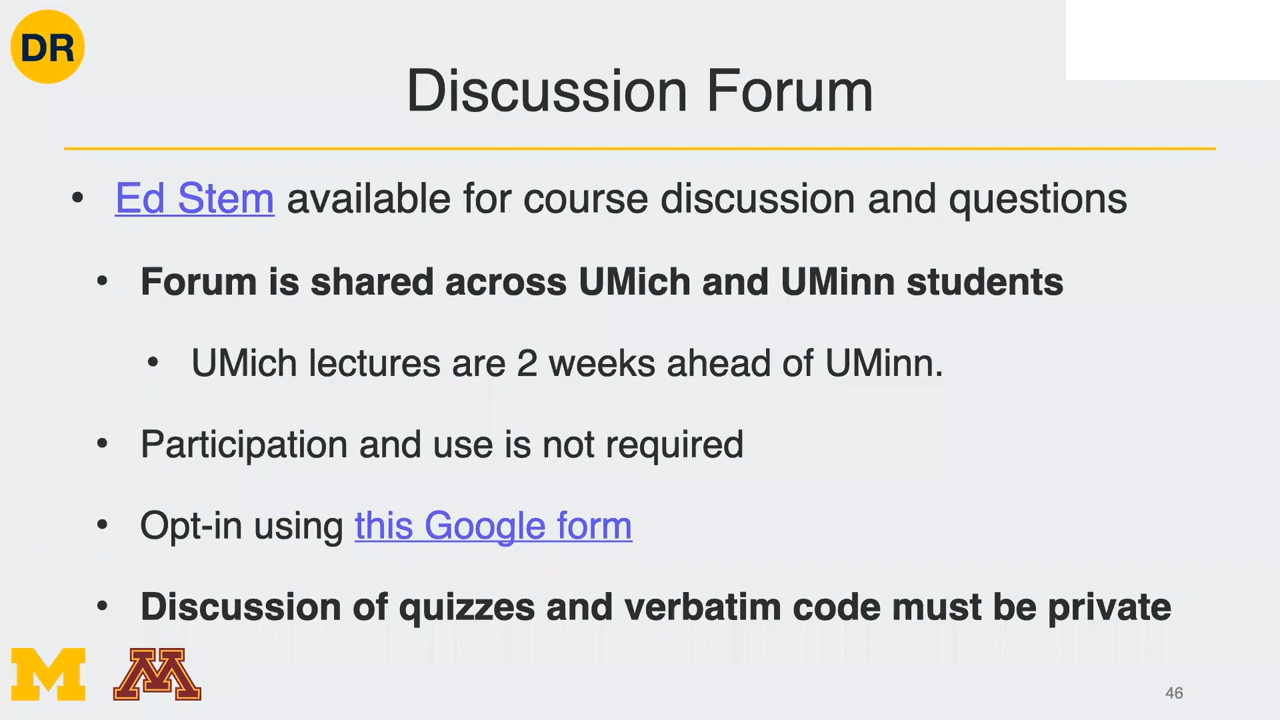 DR
Discussion Forum
• Ed Stem available for course discussion and questions
• Forum is shared across UMich and UMinn students
• UMich lectures are 2 weeks ahead of UMinn.
• Participation and use is not required
• Opt-in using this Google form
• Discussion of quizzes and verbatim code must be private
M M
46